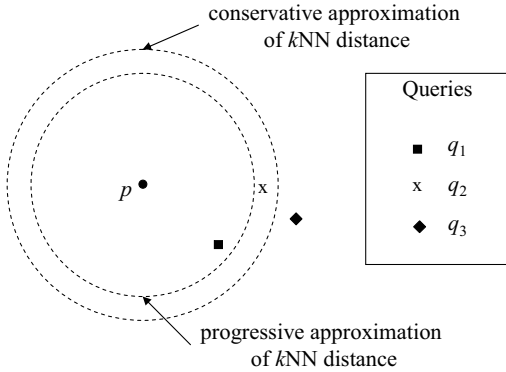 conservative approximation
of kNN distance
Queries
q1
x q2
q3
p
x
progressive approximation
of kNN distance